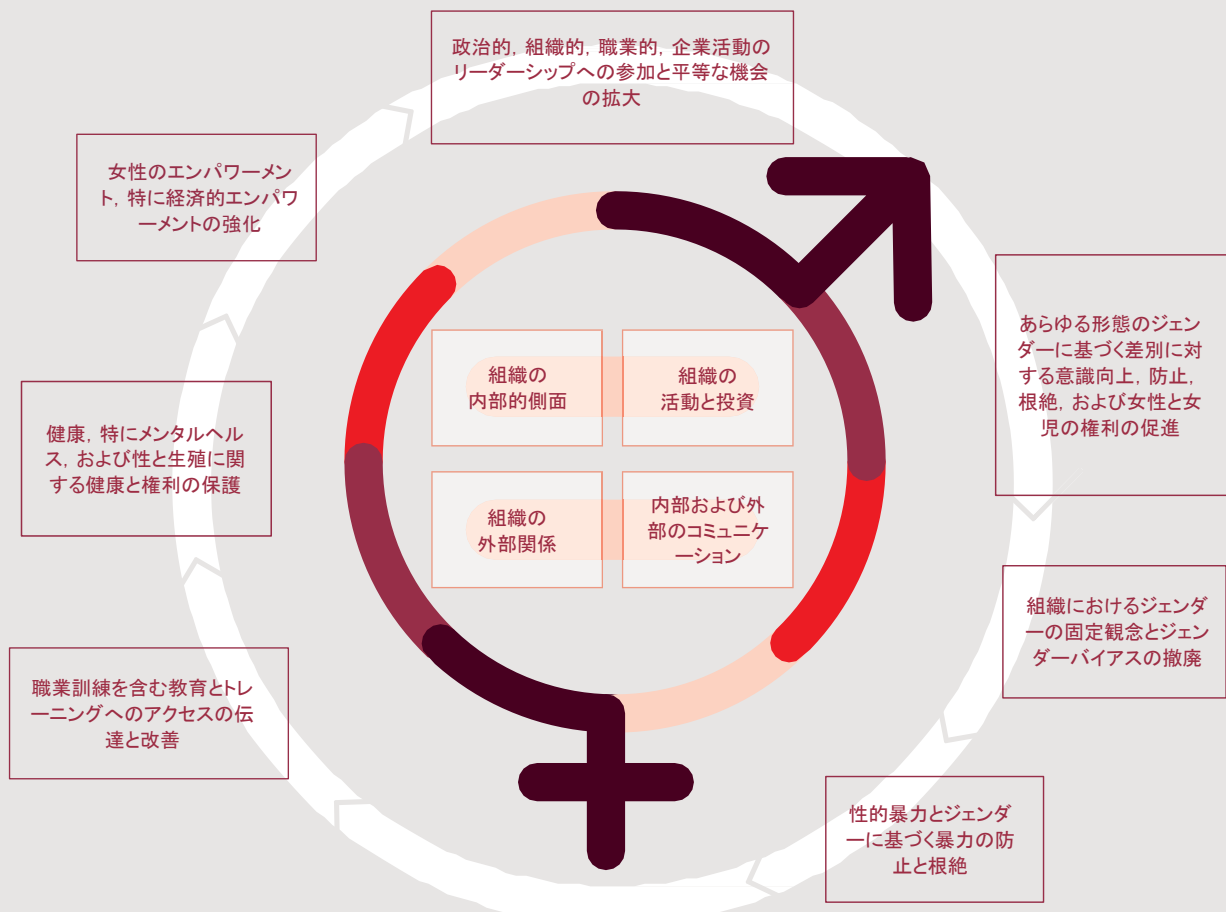 政治的, 組織的, 職業的, 企業活動の
リーダーシップへの参加と平等な機会
の拡大
女性のエンパワーメン
ト, 特に経済的エンパワ
ーメントの強化
あらゆる形態のジェン
ダーに基づく差別に対
する意識向上, 防止,
根絶, および女性と女
児の権利の促進
組織の
内部的側面
組織の
活動と投資
健康, 特にメンタルヘル
ス, および性と生殖に関
する健康と権利の保護
組織の
外部関係
内部および外
部のコミュニケ
ーション
組織におけるジェンダ
ーの固定観念とジェン
ダーバイアスの撤廃
職業訓練を含む教育とトレ
ーニングへのアクセスの伝
達と改善
性的暴力とジェンダ
ーに基づく暴力の防
止と根絶